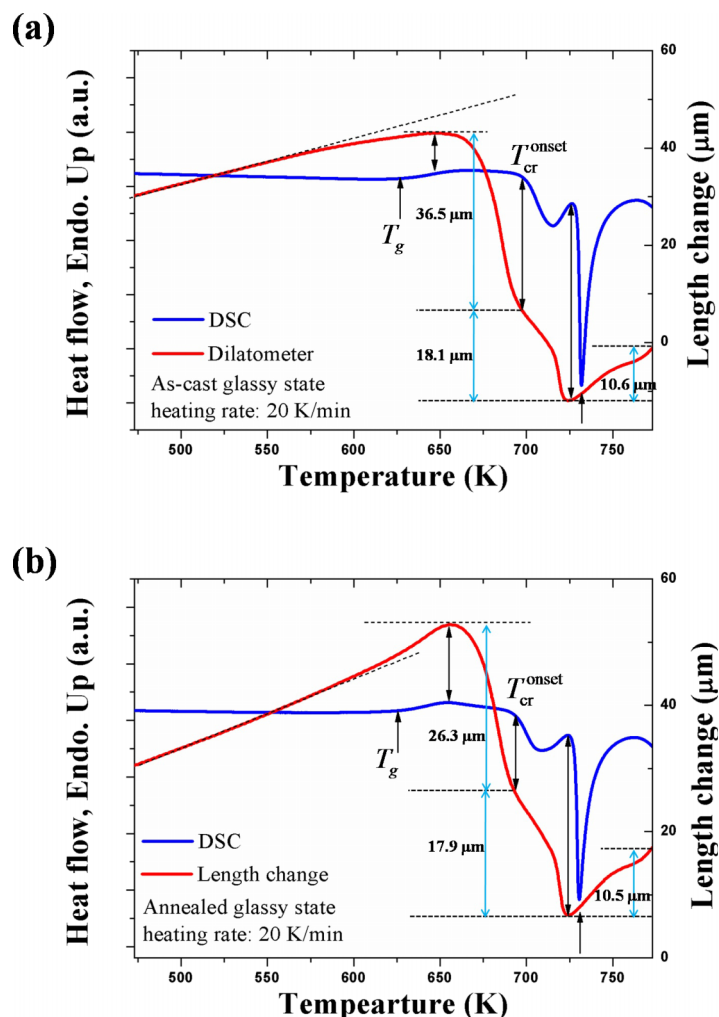 (a)
Heat flow, Endo. Up (a.u.)
60
40
20
0
Length change (μm)
T_cr^onset
36.5 μm
T_g
DSC
Dilatometer
18.1 μm
As-cast glassy state
heating rate: 20 K/min
10.6 μm
500 550 600 650 700 750
Temperature (K)
(b)
Heat flow, Endo. Up (a.u.)
60
40
20
0
Length change (μm)
T_cr^onset
26.3 μm
T_g
DSC
Length change
17.9 μm
Annealed glassy state
heating rate: 20 K/min
10.5 μm
500 550 600 650 700 750
Tempearture (K)